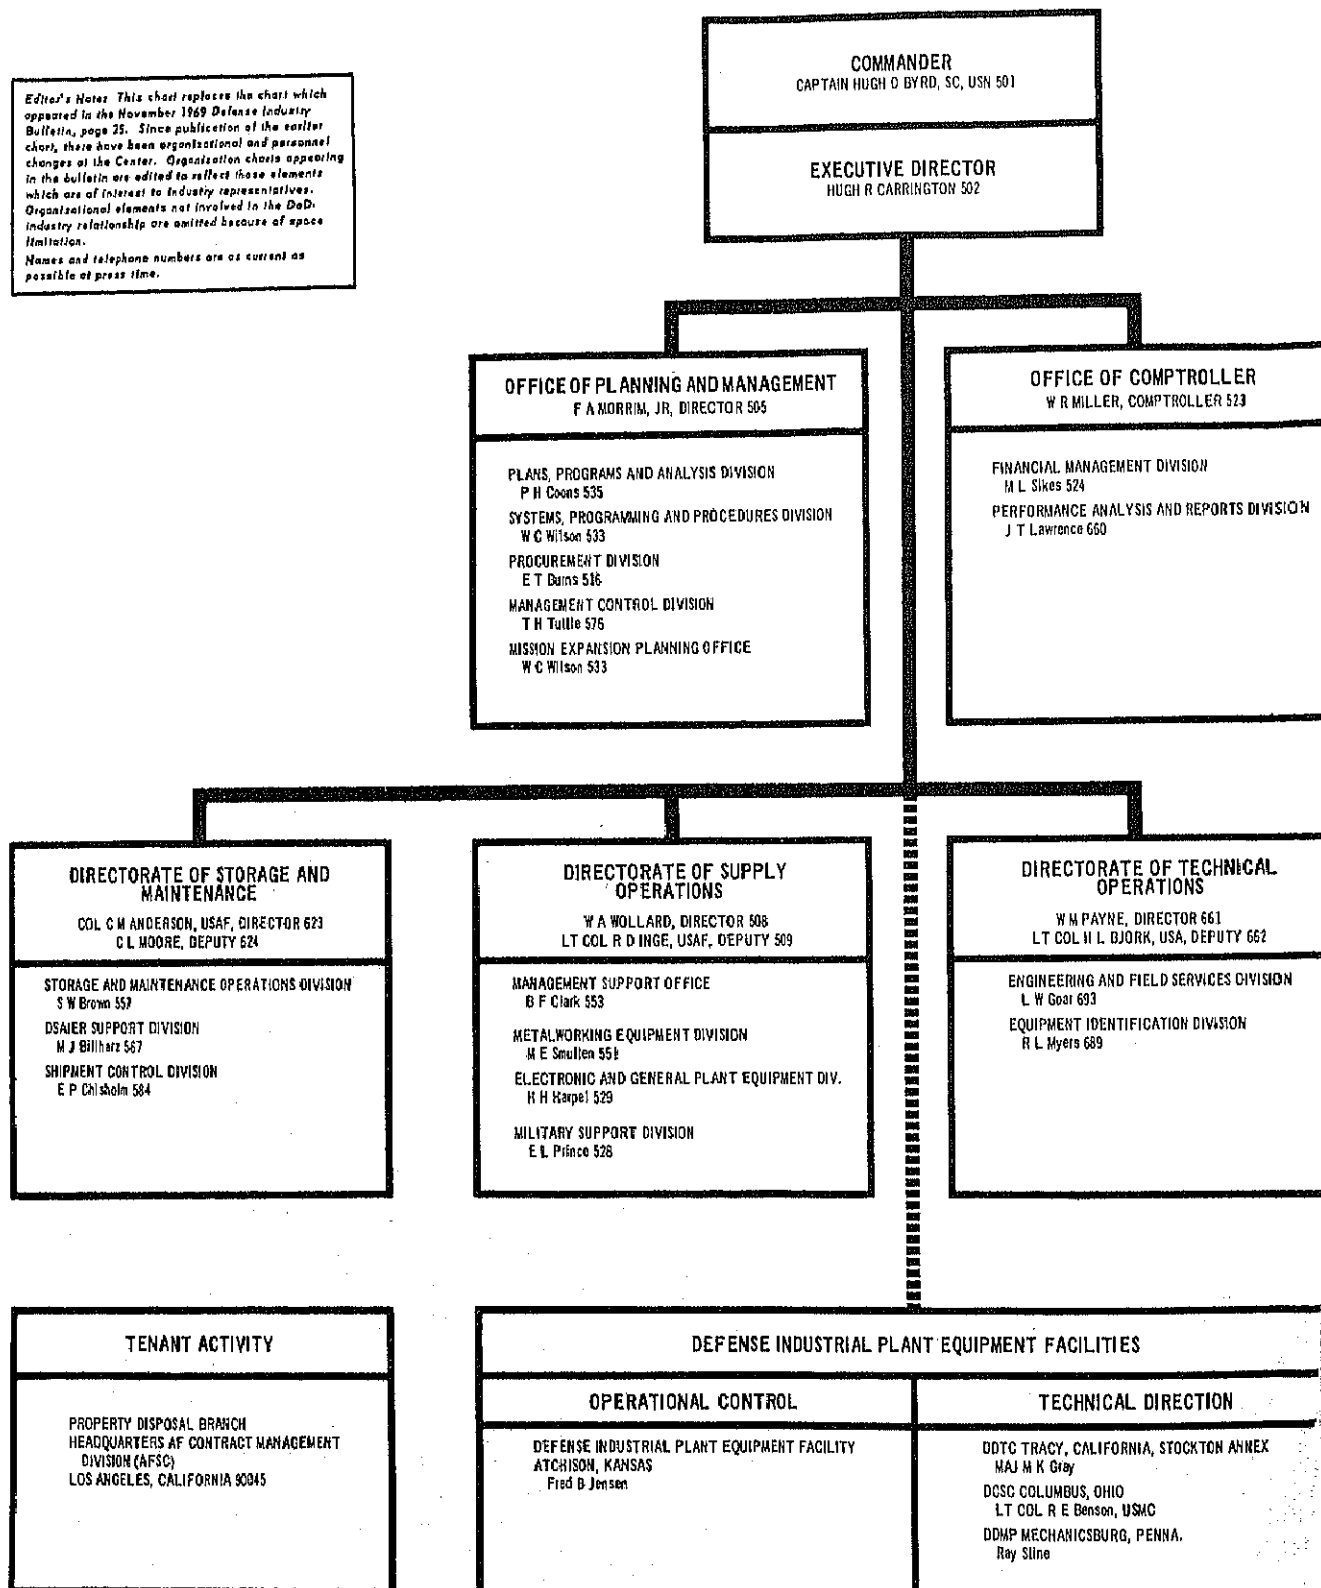 Editor's Note: This chart replaces the chart which
appeared in the November 1969 Defense Industry
Bulletin, page 25. Since publication of the earlier
chart, there have been organizational and personnel
changes at the Center. Organization charts appearing
in the bulletin are edited to reflect those elements
which are of interest to industry representatives.
Organizational elements not involved in the DoD-
industry relationship are omitted because of space
limitation.
Names and telephone numbers are as current as
possible at press time.
COMMANDER
CAPTAIN HUGH D BYRD, SC, USN 501
EXECUTIVE DIRECTOR
HUGH R CARRINGTON 502
OFFICE OF PLANNING AND MANAGEMENT
F A MORRIM, JR, DIRECTOR 505
PLANS, PROGRAMS AND ANALYSIS DIVISION
P H Coons 535
SYSTEMS, PROGRAMMING AND PROCEDURES DIVISION
W C Wilson 533
PROCUREMENT DIVISION
E T Burns 516
MANAGEMENT CONTROL DIVISION
T H Tuttle 576
MISSION EXPANSION PLANNING OFFICE
W C Wilson 533
OFFICE OF COMPTROLLER
W R MILLER, COMPTROLLER 523
FINANCIAL MANAGEMENT DIVISION
M L Sikes 524
PERFORMANCE ANALYSIS AND REPORTS DIVISION
J T Lawrence 660
DIRECTORATE OF STORAGE AND
MAINTENANCE
COL C M ANDERSON, USAF, DIRECTOR 623
C L MOORE, DEPUTY 624
STORAGE AND MAINTENANCE OPERATIONS DIVISION
S W Brown 557
DSAIER SUPPORT DIVISION
M J Billharz 567
SHIPMENT CONTROL DIVISION
E P Chisholm 584
DIRECTORATE OF SUPPLY
OPERATIONS
W A WOLLARD, DIRECTOR 508
LT COL R D INGE, USAF, DEPUTY 509
MANAGEMENT SUPPORT OFFICE
B F Clark 553
METALWORKING EQUIPMENT DIVISION
M E Smullen 551
ELECTRONIC AND GENERAL PLANT EQUIPMENT DIV.
H H Karpel 529
MILITARY SUPPORT DIVISION
E L Prince 528
DIRECTORATE OF TECHNICAL
OPERATIONS
W M PAYNE, DIRECTOR 661
LT COL H L BJORK, USA, DEPUTY 662
ENGINEERING AND FIELD SERVICES DIVISION
L W Goar 693
EQUIPMENT IDENTIFICATION DIVISION
R L Myers 689
TENANT ACTIVITY
PROPERTY DISPOSAL BRANCH
HEADQUARTERS AF CONTRACT MANAGEMENT
DIVISION (AFSC)
LOS ANGELES, CALIFORNIA 90045
DEFENSE INDUSTRIAL PLANT EQUIPMENT FACILITIES
OPERATIONAL CONTROL
DEFENSE INDUSTRIAL PLANT EQUIPMENT FACILITY
ATCHISON, KANSAS
Fred B Jensen
TECHNICAL DIRECTION
DDTC TRACY, CALIFORNIA, STOCKTON ANNEX
MAJ M K Gray
DCSC COLUMBUS, OHIO
LT COL R E Benson, USMC
DDMP MECHANICSBURG, PENNA.
Ray Sline